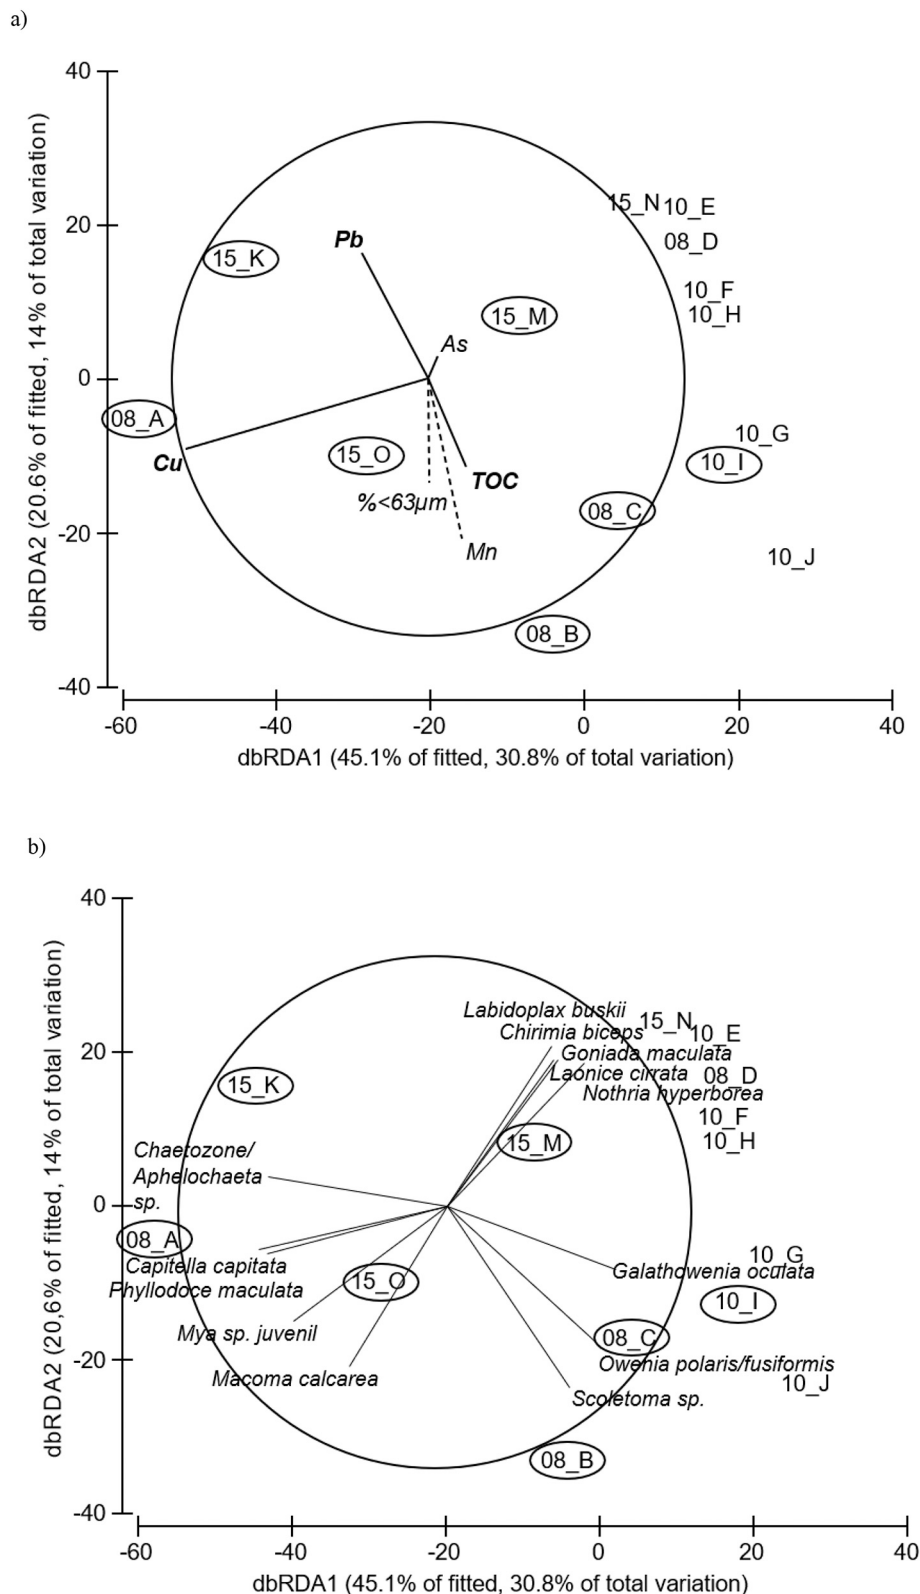 a)
40
20
0
-20
-40
dbRDA2 (20.6% of fitted, 14% of total variation)
15_N 10_E
Pb
08_D
15_K
10_F
15_M
10_H
As
08_A
10_G
15_O
Cu
10_I
TOC
%<63µm
08_C
Mn
10_J
08_B
-60 -40 -20 0 20 40
dbRDA1 (45.1% of fitted, 30.8% of total variation)
b)
40
20
0
-20
-40
dbRDA2 (20,6% of fitted, 14% of total variation)
Labidoplax buskii
15_N
Chirimia biceps
10_E
Goniada maculata
Laonice cirrata
08_D
15_K
Nothria hyperborea
10_F
15_M
10_H
Chaetozone/
Aphelochaeta
sp.
08_A
10_G
Capitella capitata
Galathowenia oculata
15_O
Phyllodoce maculata
10_I
Mya sp. juvenil
08_C
Owenia polaris/fusiformis
Macoma calcarea
10_J
Scoletoma sp.
08_B
-60 -40 -20 0 20 40
dbRDA1 (45.1% of fitted, 30.8% of total variation)